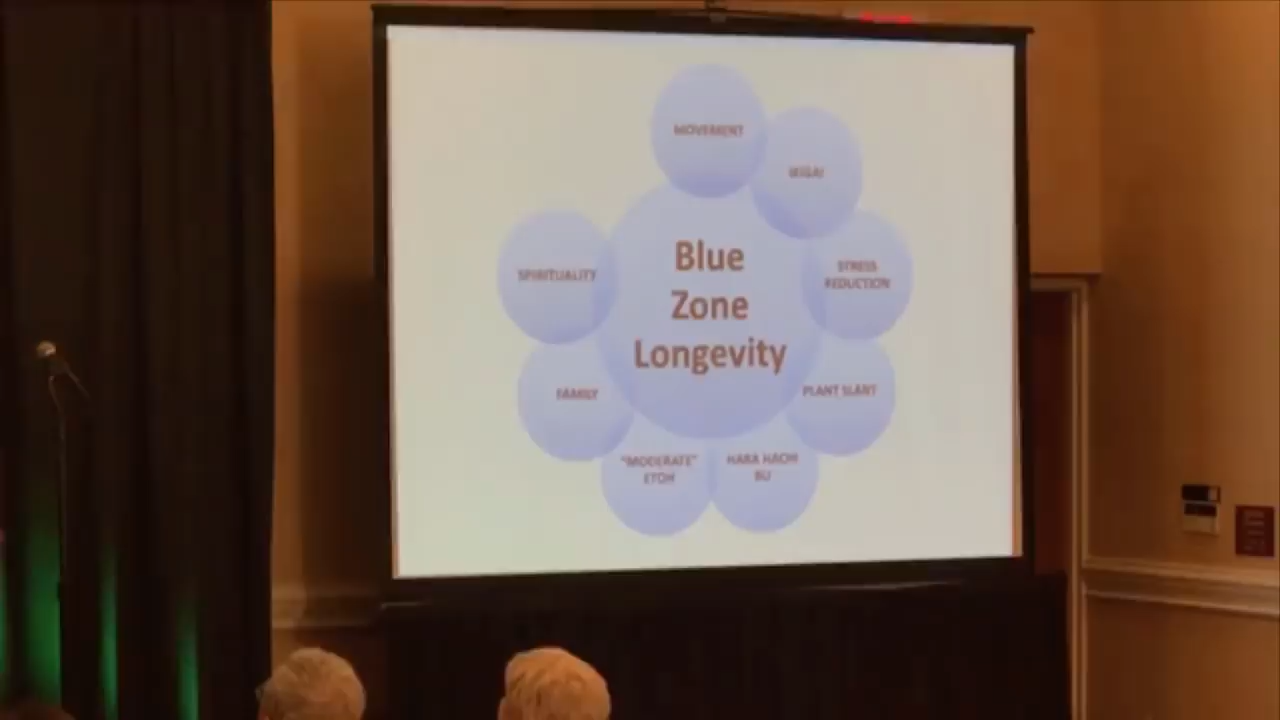 MOVEMENT
IKIGAI
STRESS
REDUCTION
PLANT SLANT
HARA HACHI
BU
"MODERATE"
ETOH
FAMILY
SPIRITUALITY
Blue
Zone
Longevity